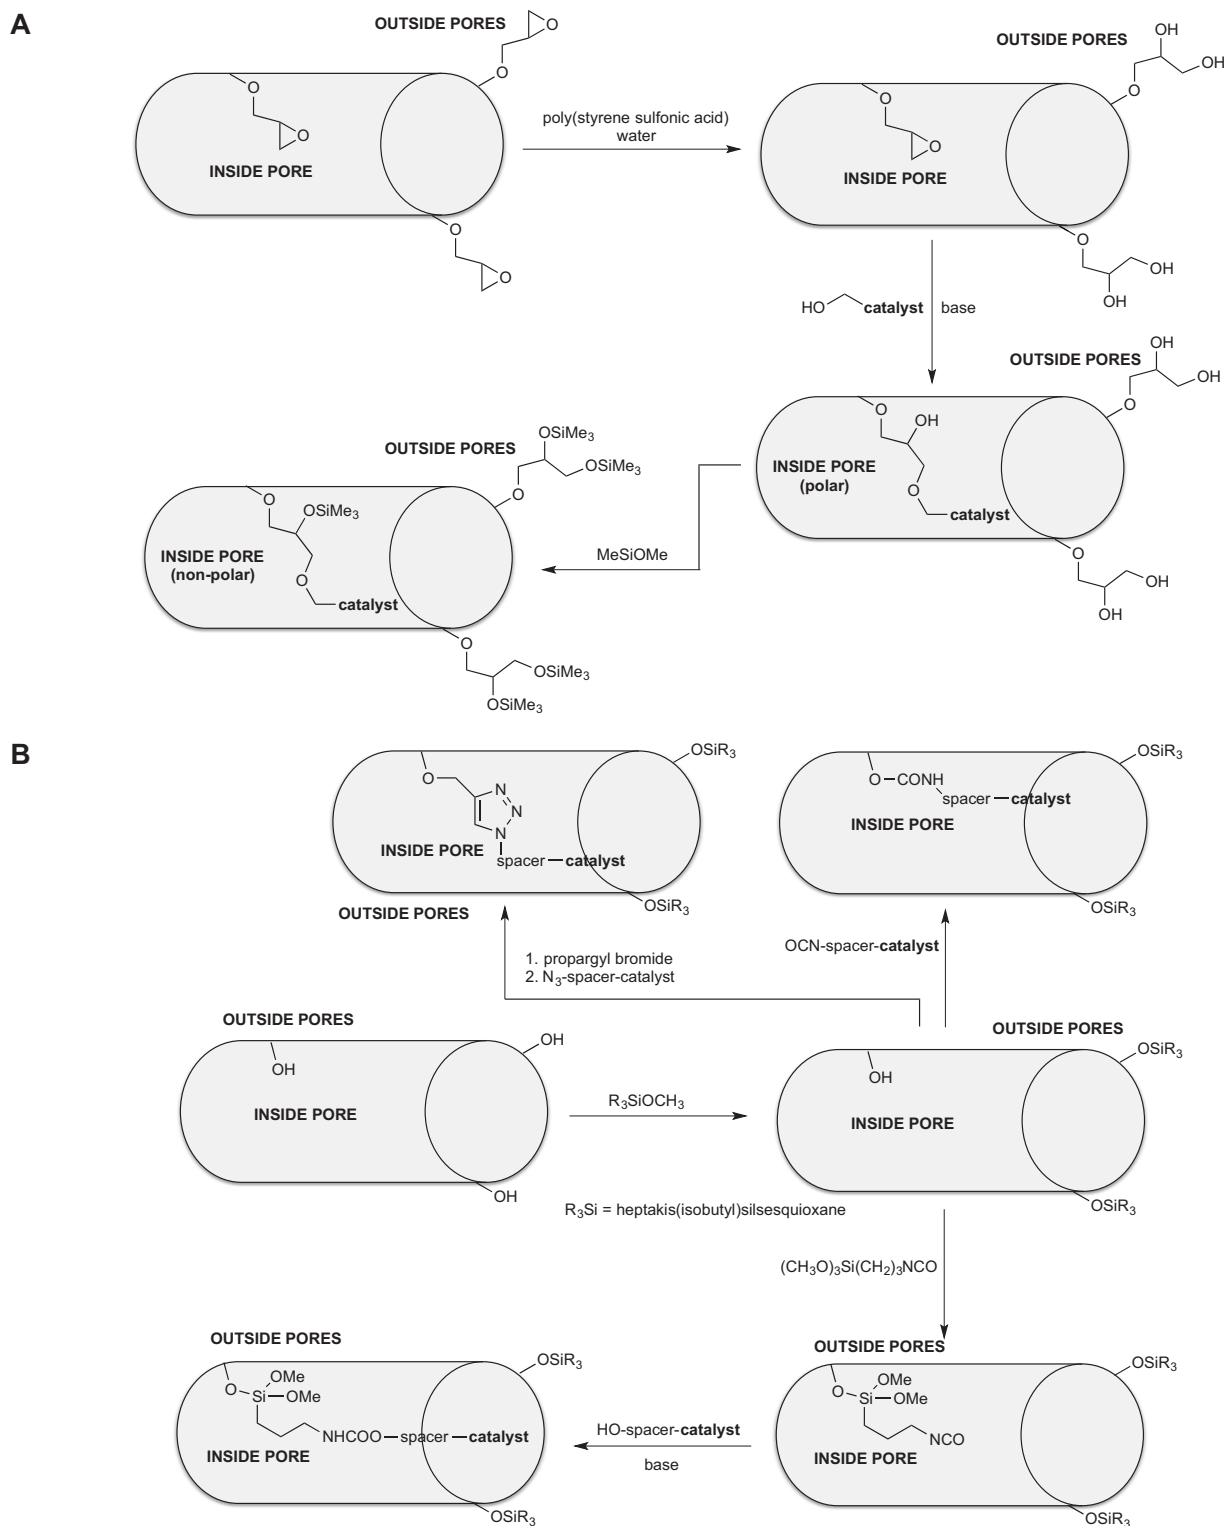 A
OUTSIDE PORES
O
O
O
O
INSIDE PORE
O
O
poly(styrene sulfonic acid)
water
OUTSIDE PORES
OH
OH
O
O
O
INSIDE PORE
O
OH
OH
HO
catalyst
base
OUTSIDE PORES
OH
OH
O
O
OH
INSIDE PORE
(polar)
O
catalyst
O
OH
OH
MeSiOMe
OUTSIDE PORES
OSiMe3
OSiMe3
O
O
OSiMe3
INSIDE PORE
(non-polar)
O
catalyst
O
OSiMe3
OSiMe3
B
OSiR3
O
N
N
N
INSIDE PORE
spacer
catalyst
OUTSIDE PORES
OSiR3
OSiR3
O
CONH
spacer
catalyst
INSIDE PORE
OSiR3
1. propargyl bromide
2. N3-spacer-catalyst
OCN-spacer-catalyst
OUTSIDE PORES
OH
OH
INSIDE PORE
OH
R3SiOCH3
OUTSIDE PORES
OSiR3
OH
INSIDE PORE
OSiR3
R3Si = heptakis(isobutyl)silsesquioxane
(CH3O)3Si(CH2)3NCO
OUTSIDE PORES
OSiR3
O
Si
OMe
OMe
NHCOO
spacer
catalyst
INSIDE PORE
OSiR3
HO-spacer-catalyst
base
OUTSIDE PORES
OSiR3
O
Si
OMe
OMe
NCO
INSIDE PORE
OSiR3